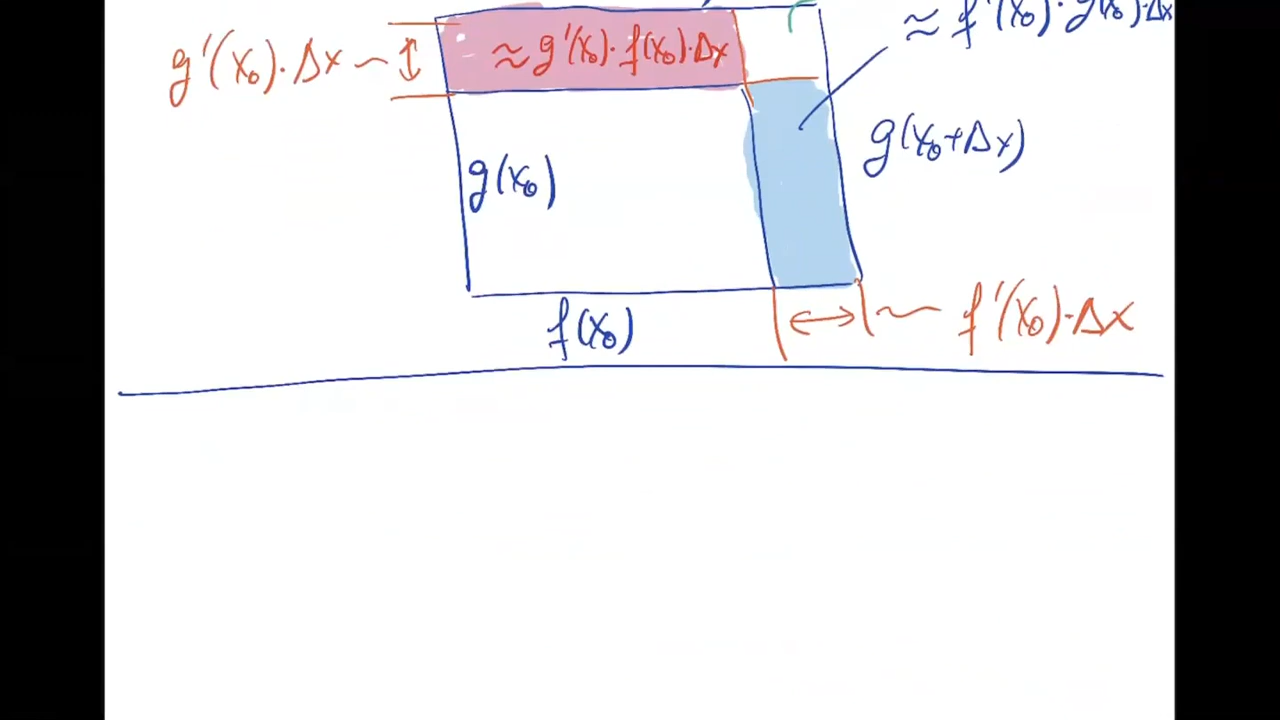 ≈ f'(x₀)·g(x₀)·Δx
g'(x₀)·Δx ~
≈ g'(x₀)·f(x₀)·Δx
g(x₀+Δx)
g(x₀)
f(x₀)
~ f'(x₀)·Δx